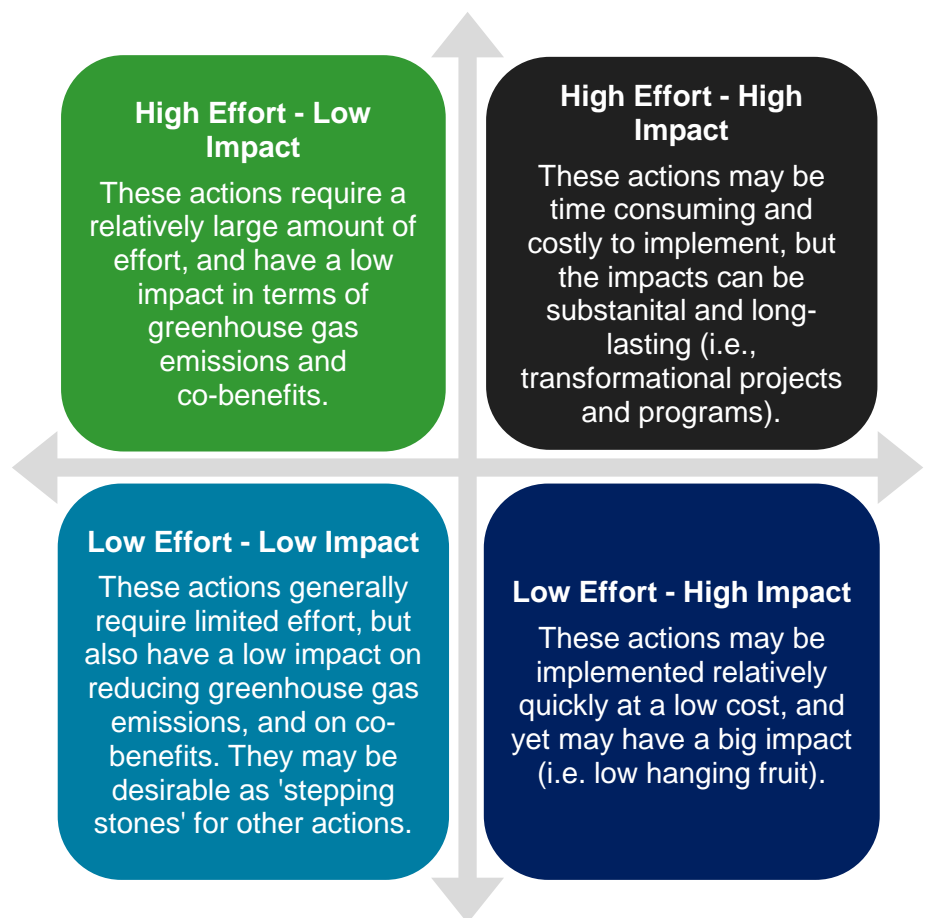 High Effort - Low
Impact
These actions require a
relatively large amount of
effort, and have a low
impact in terms of
greenhouse gas
emissions and
co-benefits.
High Effort - High
Impact
These actions may be
time consuming and
costly to implement, but
the impacts can be
substanital and long-
lasting (i.e.,
transformational projects
and programs).
Low Effort - Low Impact
These actions generally
require limited effort, but
also have a low impact on
reducing greenhouse gas
emissions, and on co-
benefits. They may be
desirable as 'stepping
stones' for other actions.
Low Effort - High Impact
These actions may be
implemented relatively
quickly at a low cost, and
yet may have a big impact
(i.e. low hanging fruit).